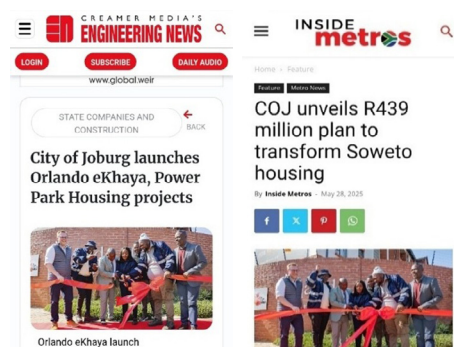 CREAMER MEDIA'S
ENGINEERING NEWS
LOGIN
SUBSCRIBE
DAILY AUDIO
www.global.weir
STATE COMPANIES AND
CONSTRUCTION
BACK
City of Joburg launches
Orlando eKhaya, Power
Park Housing projects
Orlando eKhaya launch
INSIDE
metros
Home › Feature
Feature
Metro News
COJ unveils R439
million plan to
transform Soweto
housing
By Inside Metros - May 28, 2025